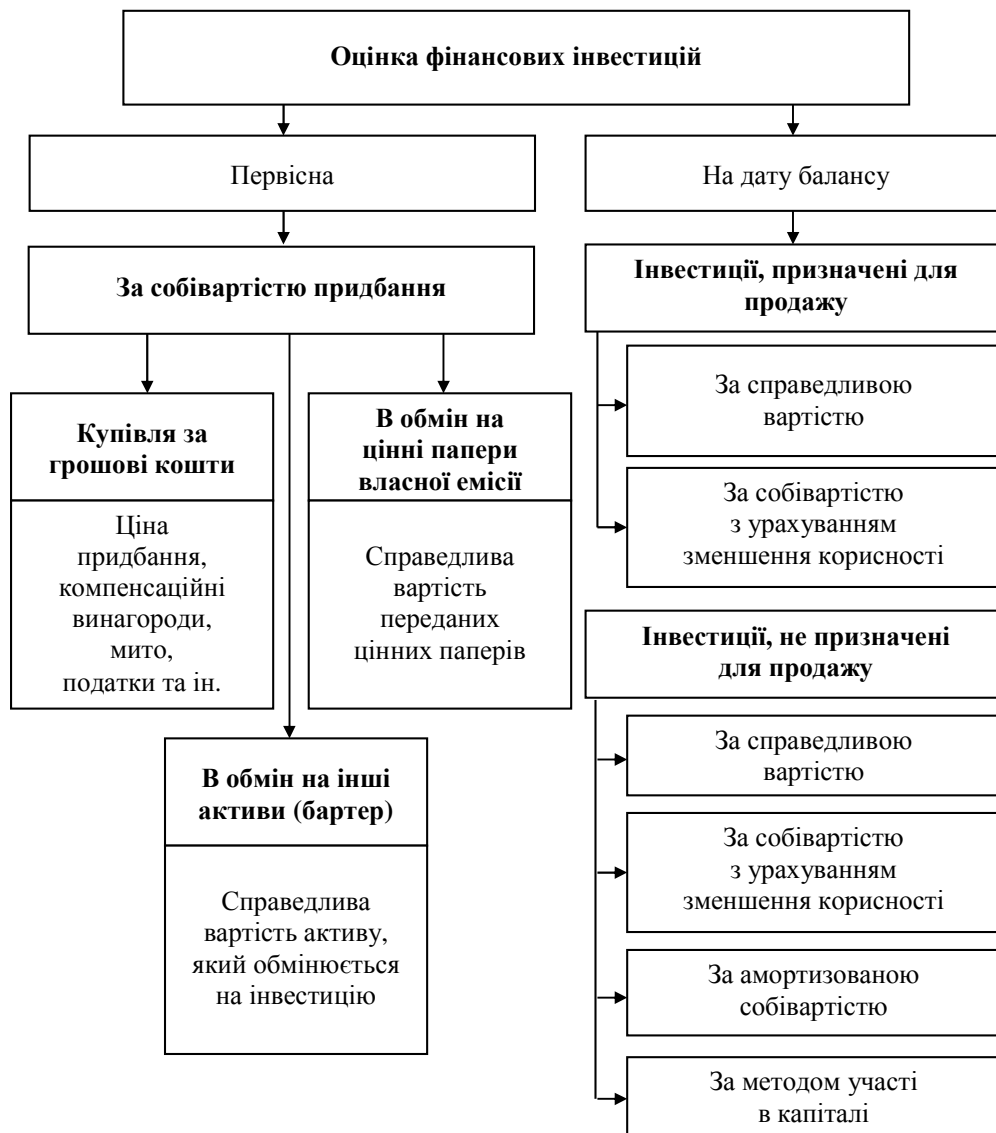 Оцінка фінансових інвестицій
Первісна
За собівартістю придбання
Купівля за
грошові кошти
Ціна
придбання,
компенсаційні
винагороди,
мито,
податки та ін.
В обмін на
цінні папери
власної емісії
Справедлива
вартість
переданих
цінних паперів
В обмін на інші
активи (бартер)
Справедлива
вартість активу,
який обмінюється
на інвестицію
На дату балансу
Інвестиції, призначені для
продажу
За справедливою
вартістю
За собівартістю
з урахуванням
зменшення корисності
Інвестиції, не призначені
для продажу
За справедливою
вартістю
За собівартістю
з урахуванням
зменшення корисності
За амортизованою
собівартістю
За методом участі
в капіталі